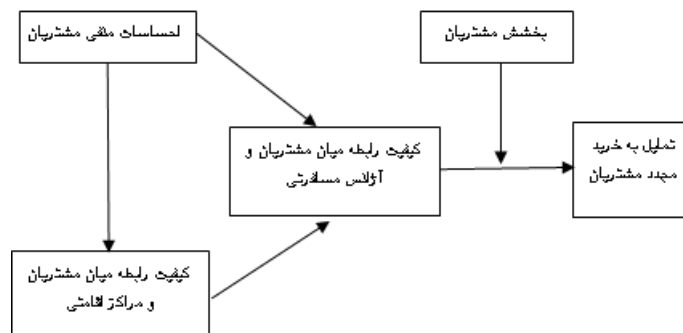 احساسات منفی مشتریان
بخشش مشتریان
کیفیت رابطه میان مشتریان و
آژانس مسافرتی
تمایل به خرید
مجدد مشتریان
کیفیت رابطه میان مشتریان
و مراکز اقامتی